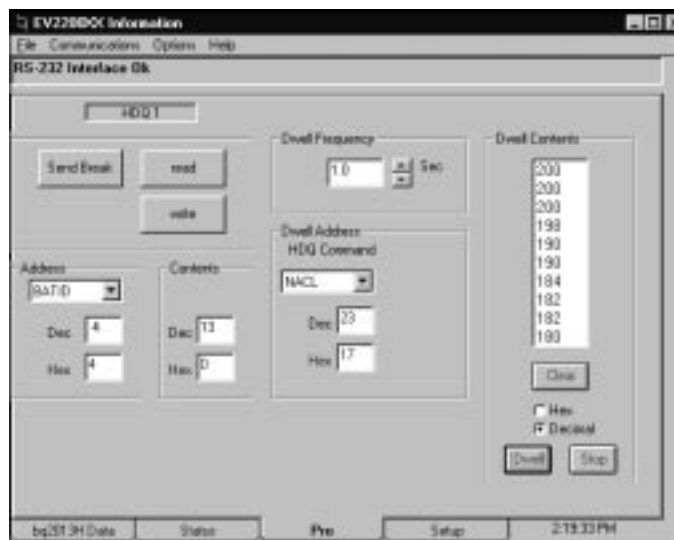 EV2200XX Information
File Communications Options Help
RS-232 Interface Ok
HDQ1
Send Break
read
write
Dwell Frequency
1.0
Sec
Dwell Contents
200
200
200
198
190
190
184
182
182
180
Address
BATID
Dec 4
Hex 4
Contents
Dec 13
Hex D
Dwell Address
HDQ Command
NACL
Dec 23
Hex 17
Clear
Hex
Decimal
Dwell
Stop
bq2013H Data
Status
Pro
Setup
2:19:33 PM